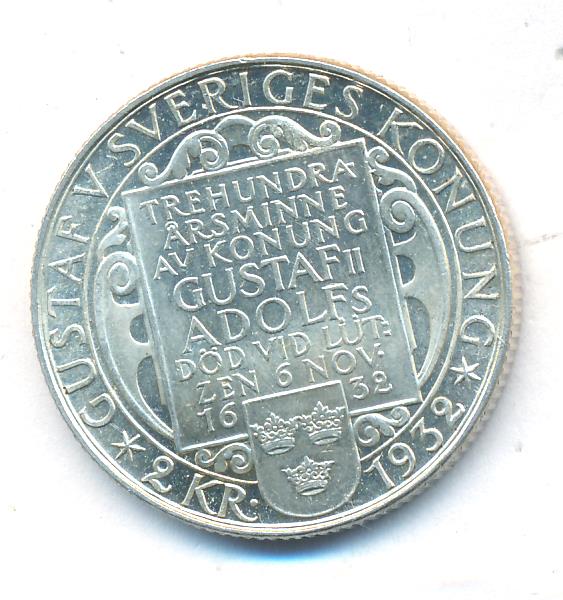 GUSTAF V SVERIGES KONUNG
TREHUNDRA-
ÅRSMINNE
AV KONUNG
GUSTAF II
ADOLFS
DÖD VID LÜT-
ZEN 6 NOV.
16 32
* 2 KR. 1932 *